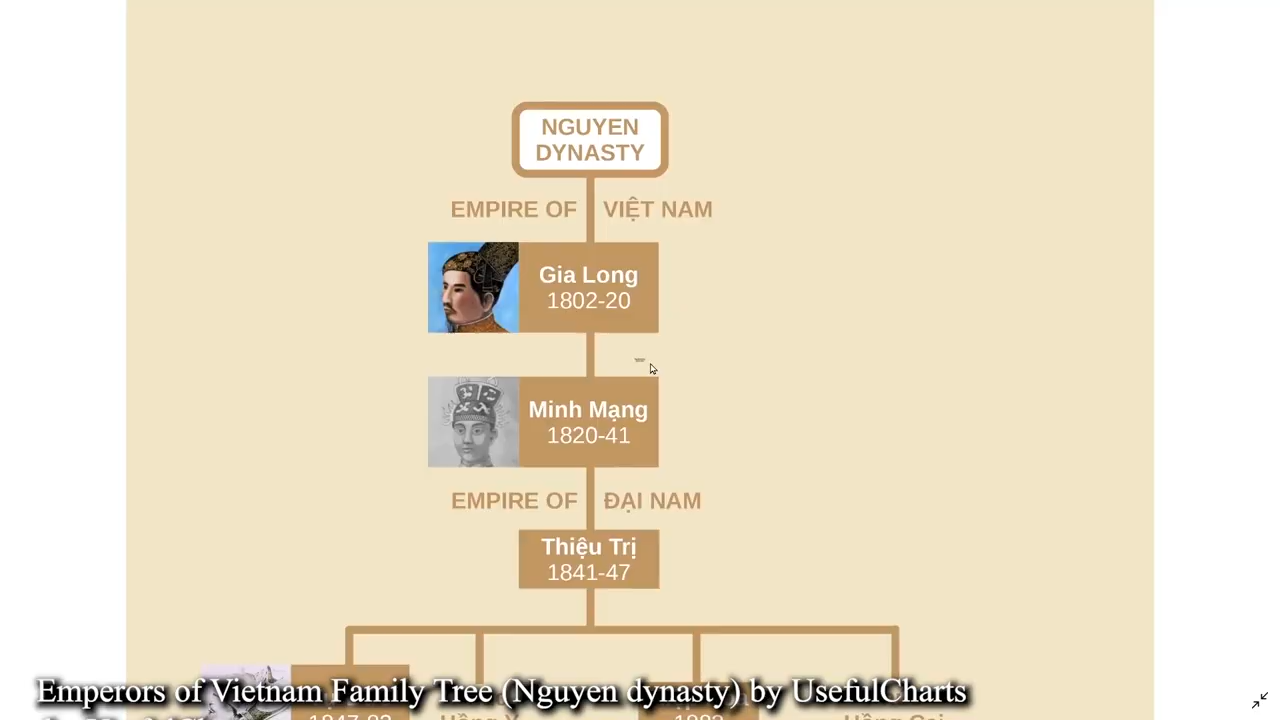 NGUYEN
DYNASTY
EMPIRE OF VIỆT NAM
Gia Long
1802-20
Minh Mạng
1820-41
EMPIRE OF ĐẠI NAM
Thiệu Trị
1841-47
Emperors of Vietnam Family Tree (Nguyen dynasty) by UsefulCharts